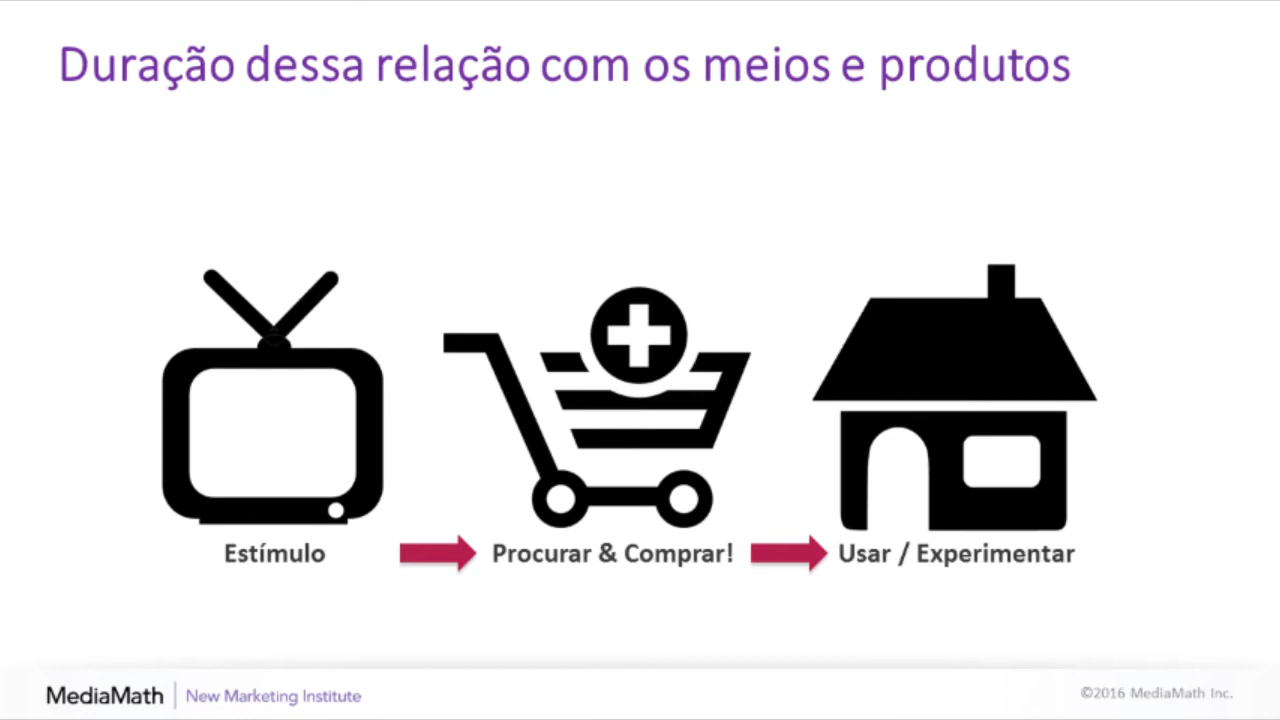 Duração dessa relação com os meios e produtos
Estímulo
Procurar & Comprar!
Usar / Experimentar
MediaMath
New Marketing Institute
©2016 MediaMath Inc.